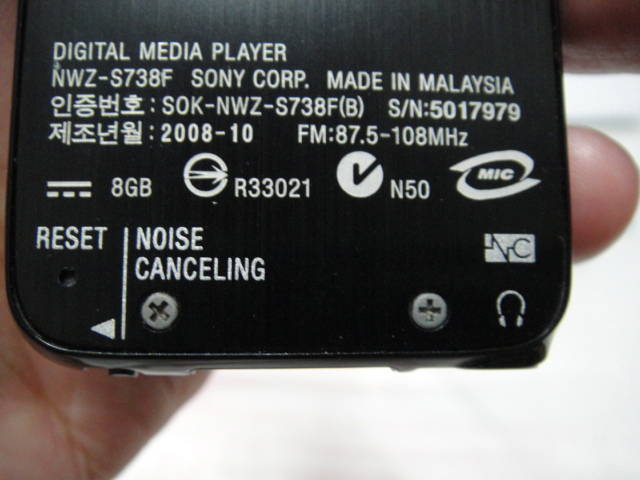 DIGITAL MEDIA PLAYER
NWZ-S738F SONY CORP. MADE IN MALAYSIA
인증번호 : SOK-NWZ-S738F(B) S/N:5017979
제조년월 : 2008-10 FM:87.5-108MHz
8GB R33021 N50 MIC
RESET NOISE
CANCELING
NC